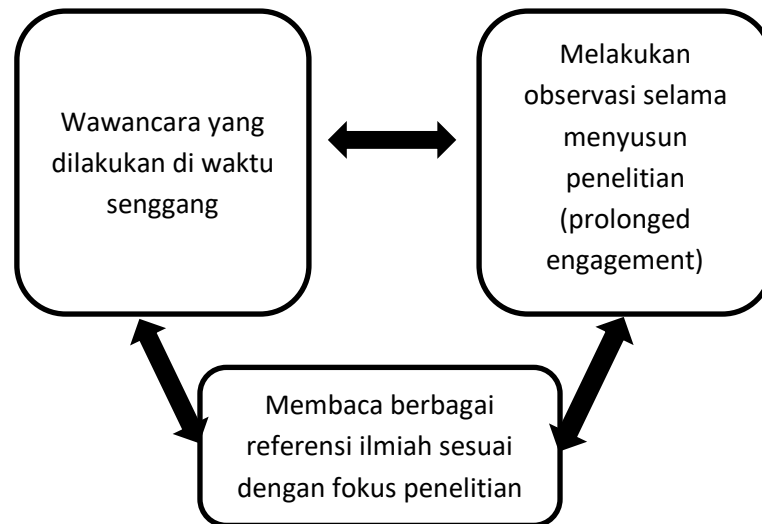 Wawancara yang
dilakukan di waktu
senggang
Melakukan
observasi selama
menyusun
penelitian
(prolonged
engagement)
Membaca berbagai
referensi ilmiah sesuai
dengan fokus penelitian